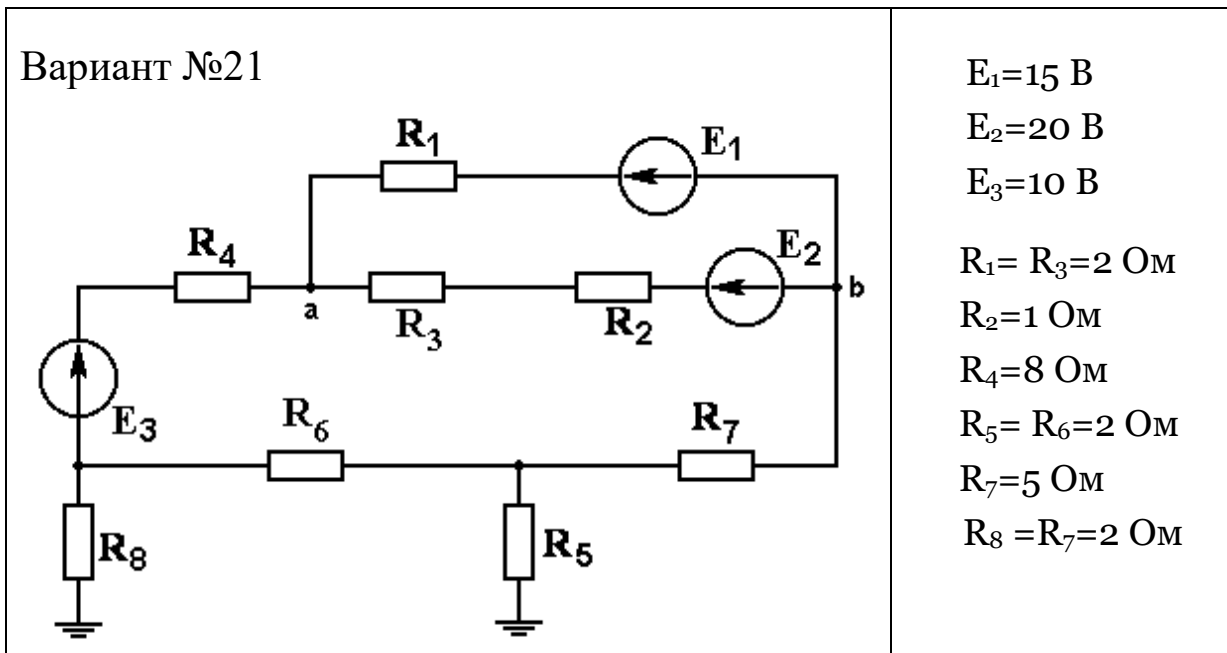 Вариант №21
R₁
E₁
R₄
E₂
a
b
R₃
R₂
E₃
R₆
R₇
R₈
R₅
E₁=15 В
E₂=20 В
E₃=10 В
R₁= R₃=2 Ом
R₂=1 Ом
R₄=8 Ом
R₅= R₆=2 Ом
R₇=5 Ом
R₈ =R₇=2 Ом